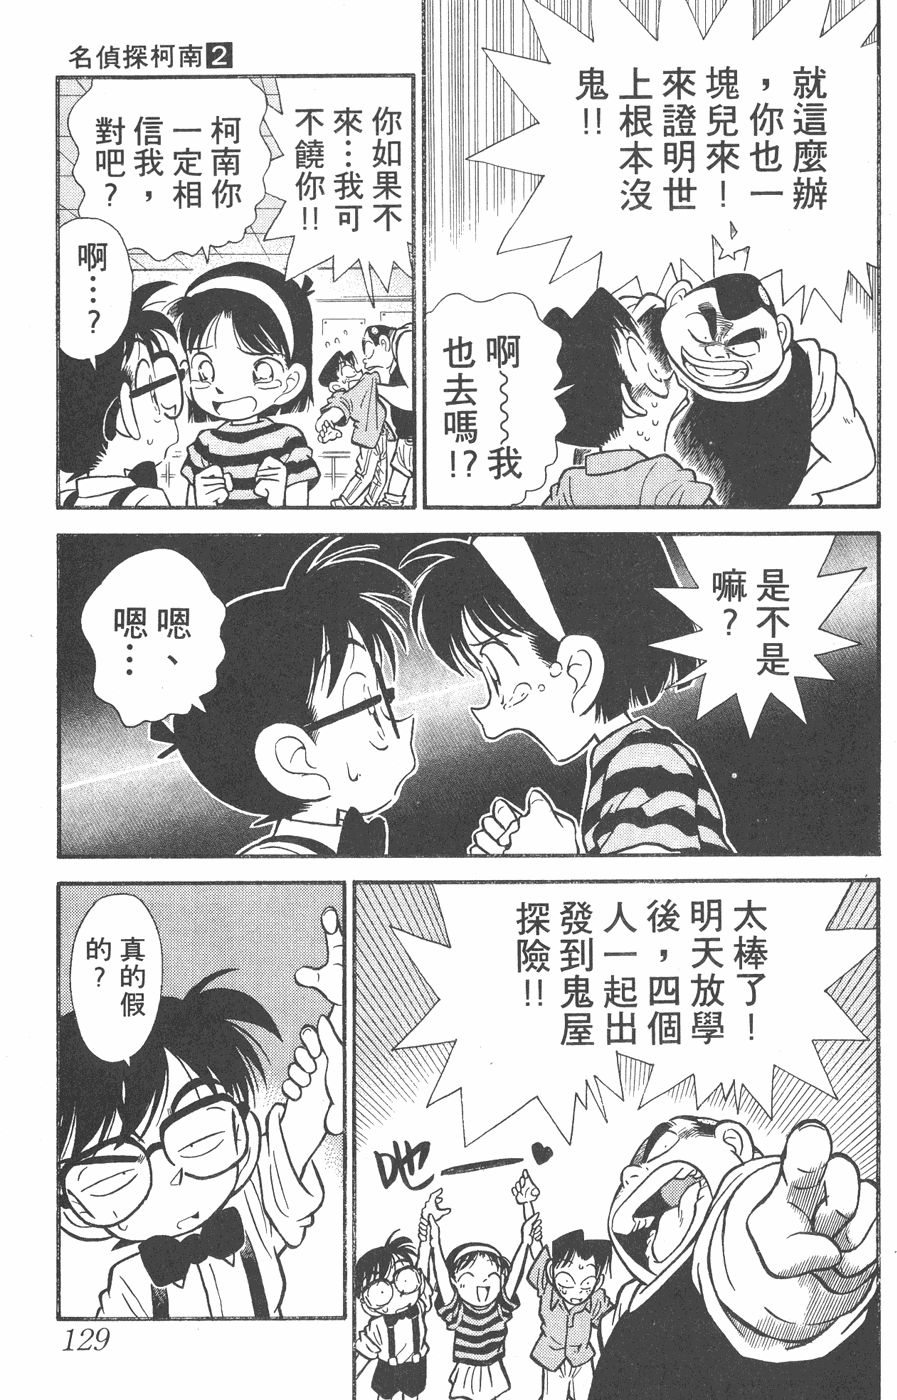 名偵探柯南2
就這麼辦
，你也一
塊兒來！
來證明世
上根本沒
鬼!!
啊～～我
也去嗎!?
你如果不
來…我可
不饒你!!
柯南你
一定相
信我，
對吧？
啊……？
是不是
嘛？
嗯、
嗯…
太棒了！
明天放學
後，四個
人一起出
發到鬼屋
探險!!
吔——♥
真的假
的？
129